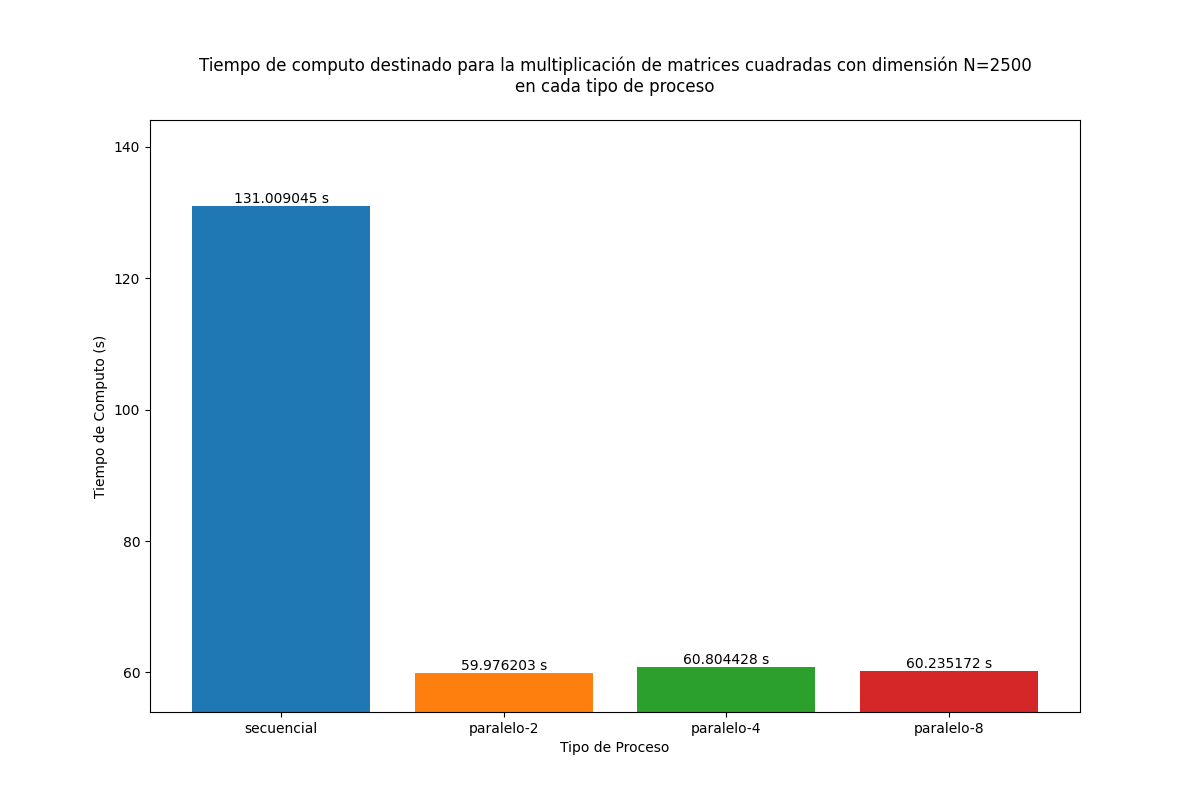 Tiempo de computo destinado para la multiplicación de matrices cuadradas con dimensión N=2500
en cada tipo de proceso
140
120
100
80
60
Tiempo de Computo (s)
131.009045 s
59.976203 s
60.804428 s
60.235172 s
secuencial
paralelo-2
paralelo-4
paralelo-8
Tipo de Proceso